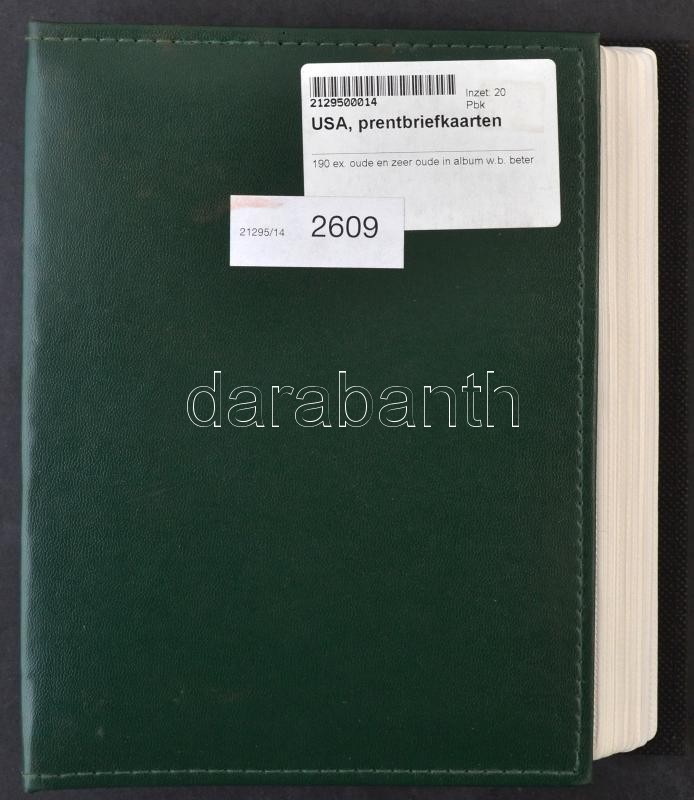 2129500014
Inzet: 20
Pbk
USA, prentbriefkaarten
190 ex. oude en zeer oude in album w.b. beter
21295/14 2609
darabanth